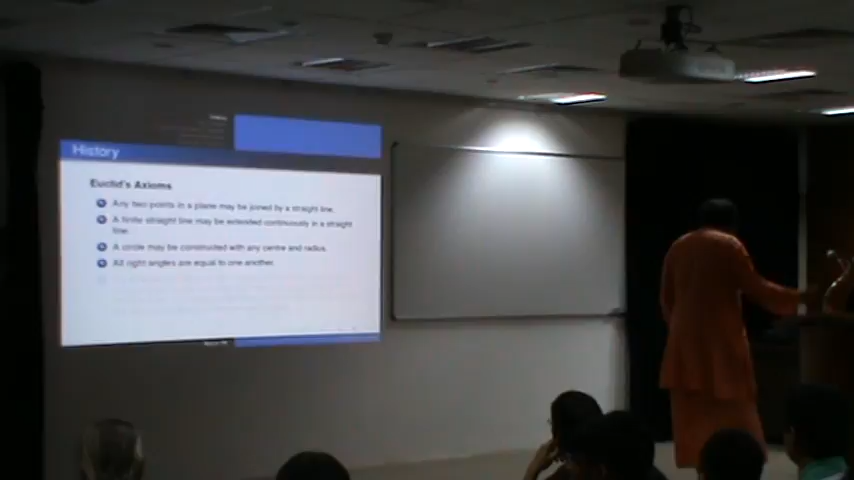 History
Euclid's Axioms
Any two points in a plane may be joined by a straight line.
A finite straight line may be extended continuously in a straight
line.
A circle may be constructed with any centre and radius.
All right angles are equal to one another.